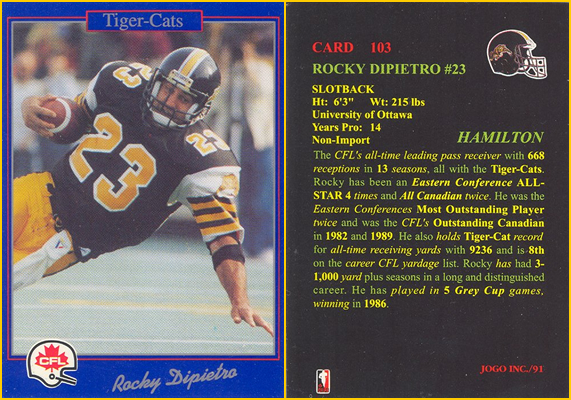 Tiger-Cats
23
23
CFL
Rocky Dipietro
CARD 103
ROCKY DIPIETRO #23
SLOTBACK
Ht: 6'3" Wt: 215 lbs
University of Ottawa
Years Pro: 14
Non-Import
HAMILTON
The CFL's all-time leading pass receiver with 668
receptions in 13 seasons, all with the Tiger-Cats.
Rocky has been an Eastern Conference ALL-
STAR 4 times and All Canadian twice. He was the
Eastern Conferences Most Outstanding Player
twice and was the CFL's Outstanding Canadian
in 1982 and 1989. He also holds Tiger-Cat record
for all-time receiving yards with 9236 and is 8th
on the career CFL yardage list. Rocky has had 3-
1,000 yard plus seasons in a long and distinguished
career. He has played in 5 Grey Cup games,
winning in 1986.
JOGO INC./91